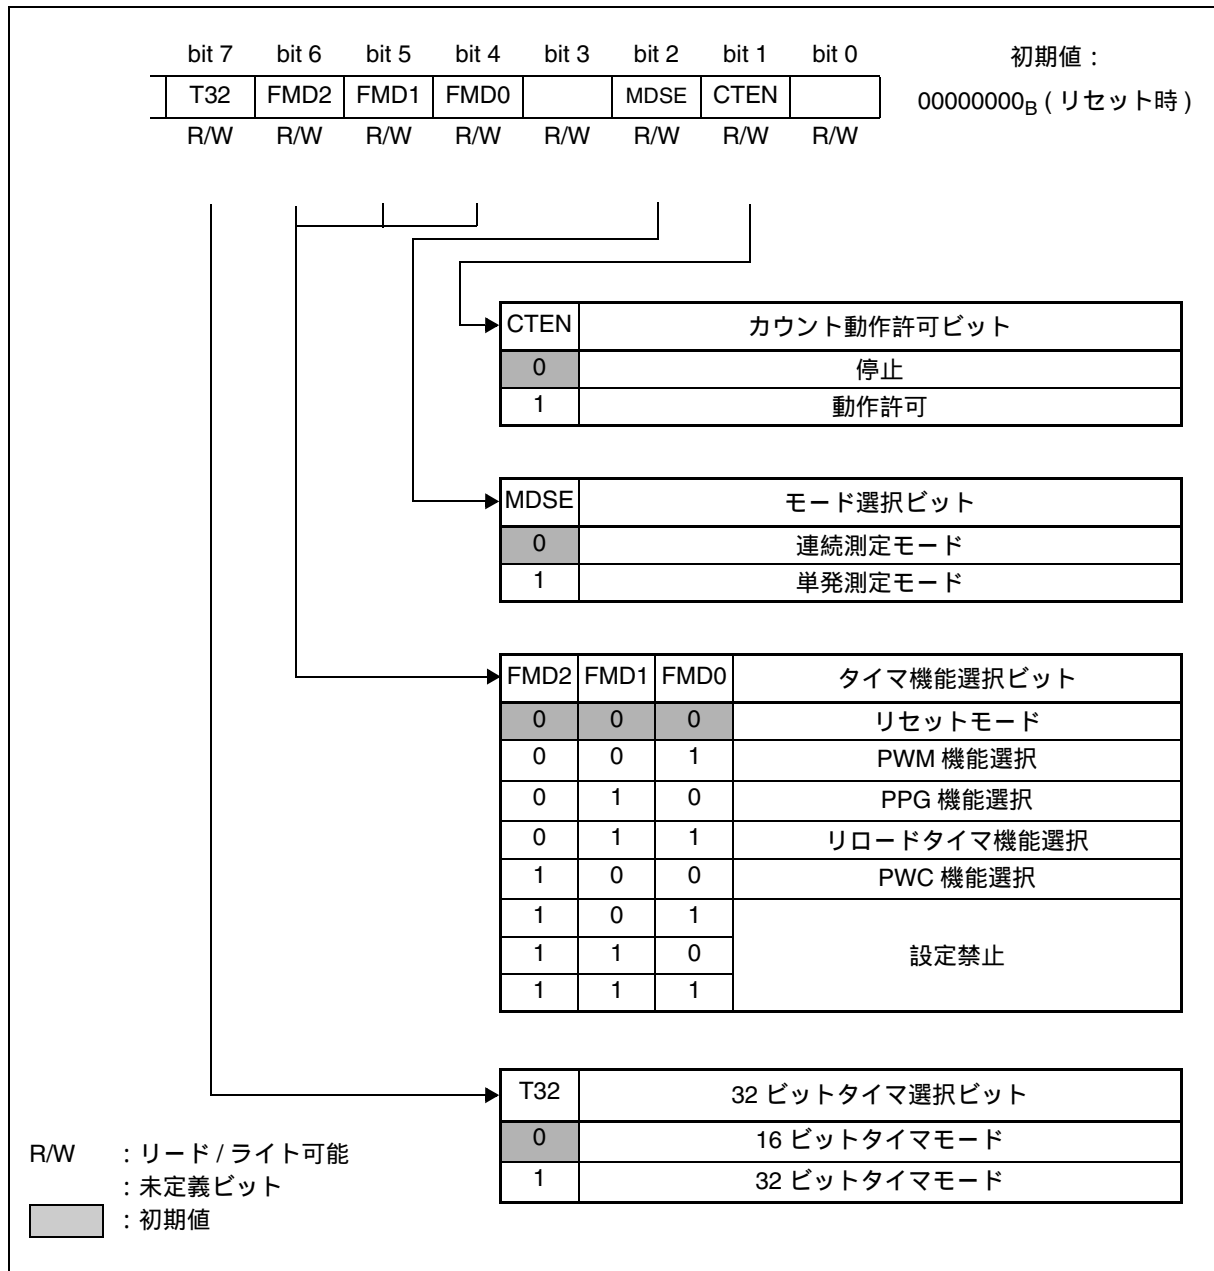 bit 7 bit 6 bit 5 bit 4 bit 3 bit 2 bit 1 bit 0 初期値：
T32 FMD2 FMD1 FMD0 MDSE CTEN 00000000B ( リセット時 )
R/W R/W R/W R/W R/W R/W R/W R/W
CTEN カウント動作許可ビット
0 停止
1 動作許可
MDSE モード選択ビット
0 連続測定モード
1 単発測定モード
FMD2 FMD1 FMD0 タイマ機能選択ビット
0 0 0 リセットモード
0 0 1 PWM 機能選択
0 1 0 PPG 機能選択
0 1 1 リロードタイマ機能選択
1 0 0 PWC 機能選択
1 0 1
1 1 0 設定禁止
1 1 1
T32 32 ビットタイマ選択ビット
0 16 ビットタイマモード
1 32 ビットタイマモード
R/W ：リード / ライト可能
：未定義ビット
：初期値